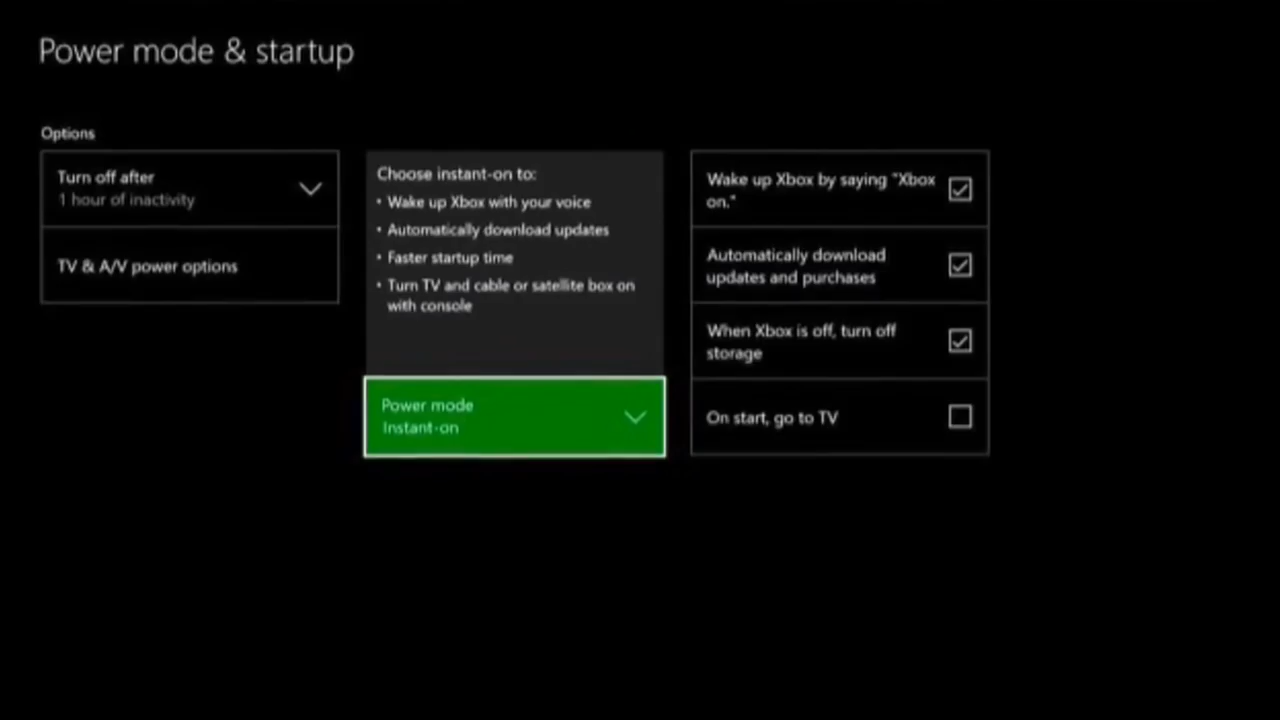 Power mode & startup
Options
Turn off after
1 hour of inactivity
TV & A/V power options
Choose instant-on to:
• Wake up Xbox with your voice
• Automatically download updates
• Faster startup time
• Turn TV and cable or satellite box on
with console
Power mode
Instant-on
Wake up Xbox by saying "Xbox
on."
Automatically download
updates and purchases
When Xbox is off, turn off
storage
On start, go to TV